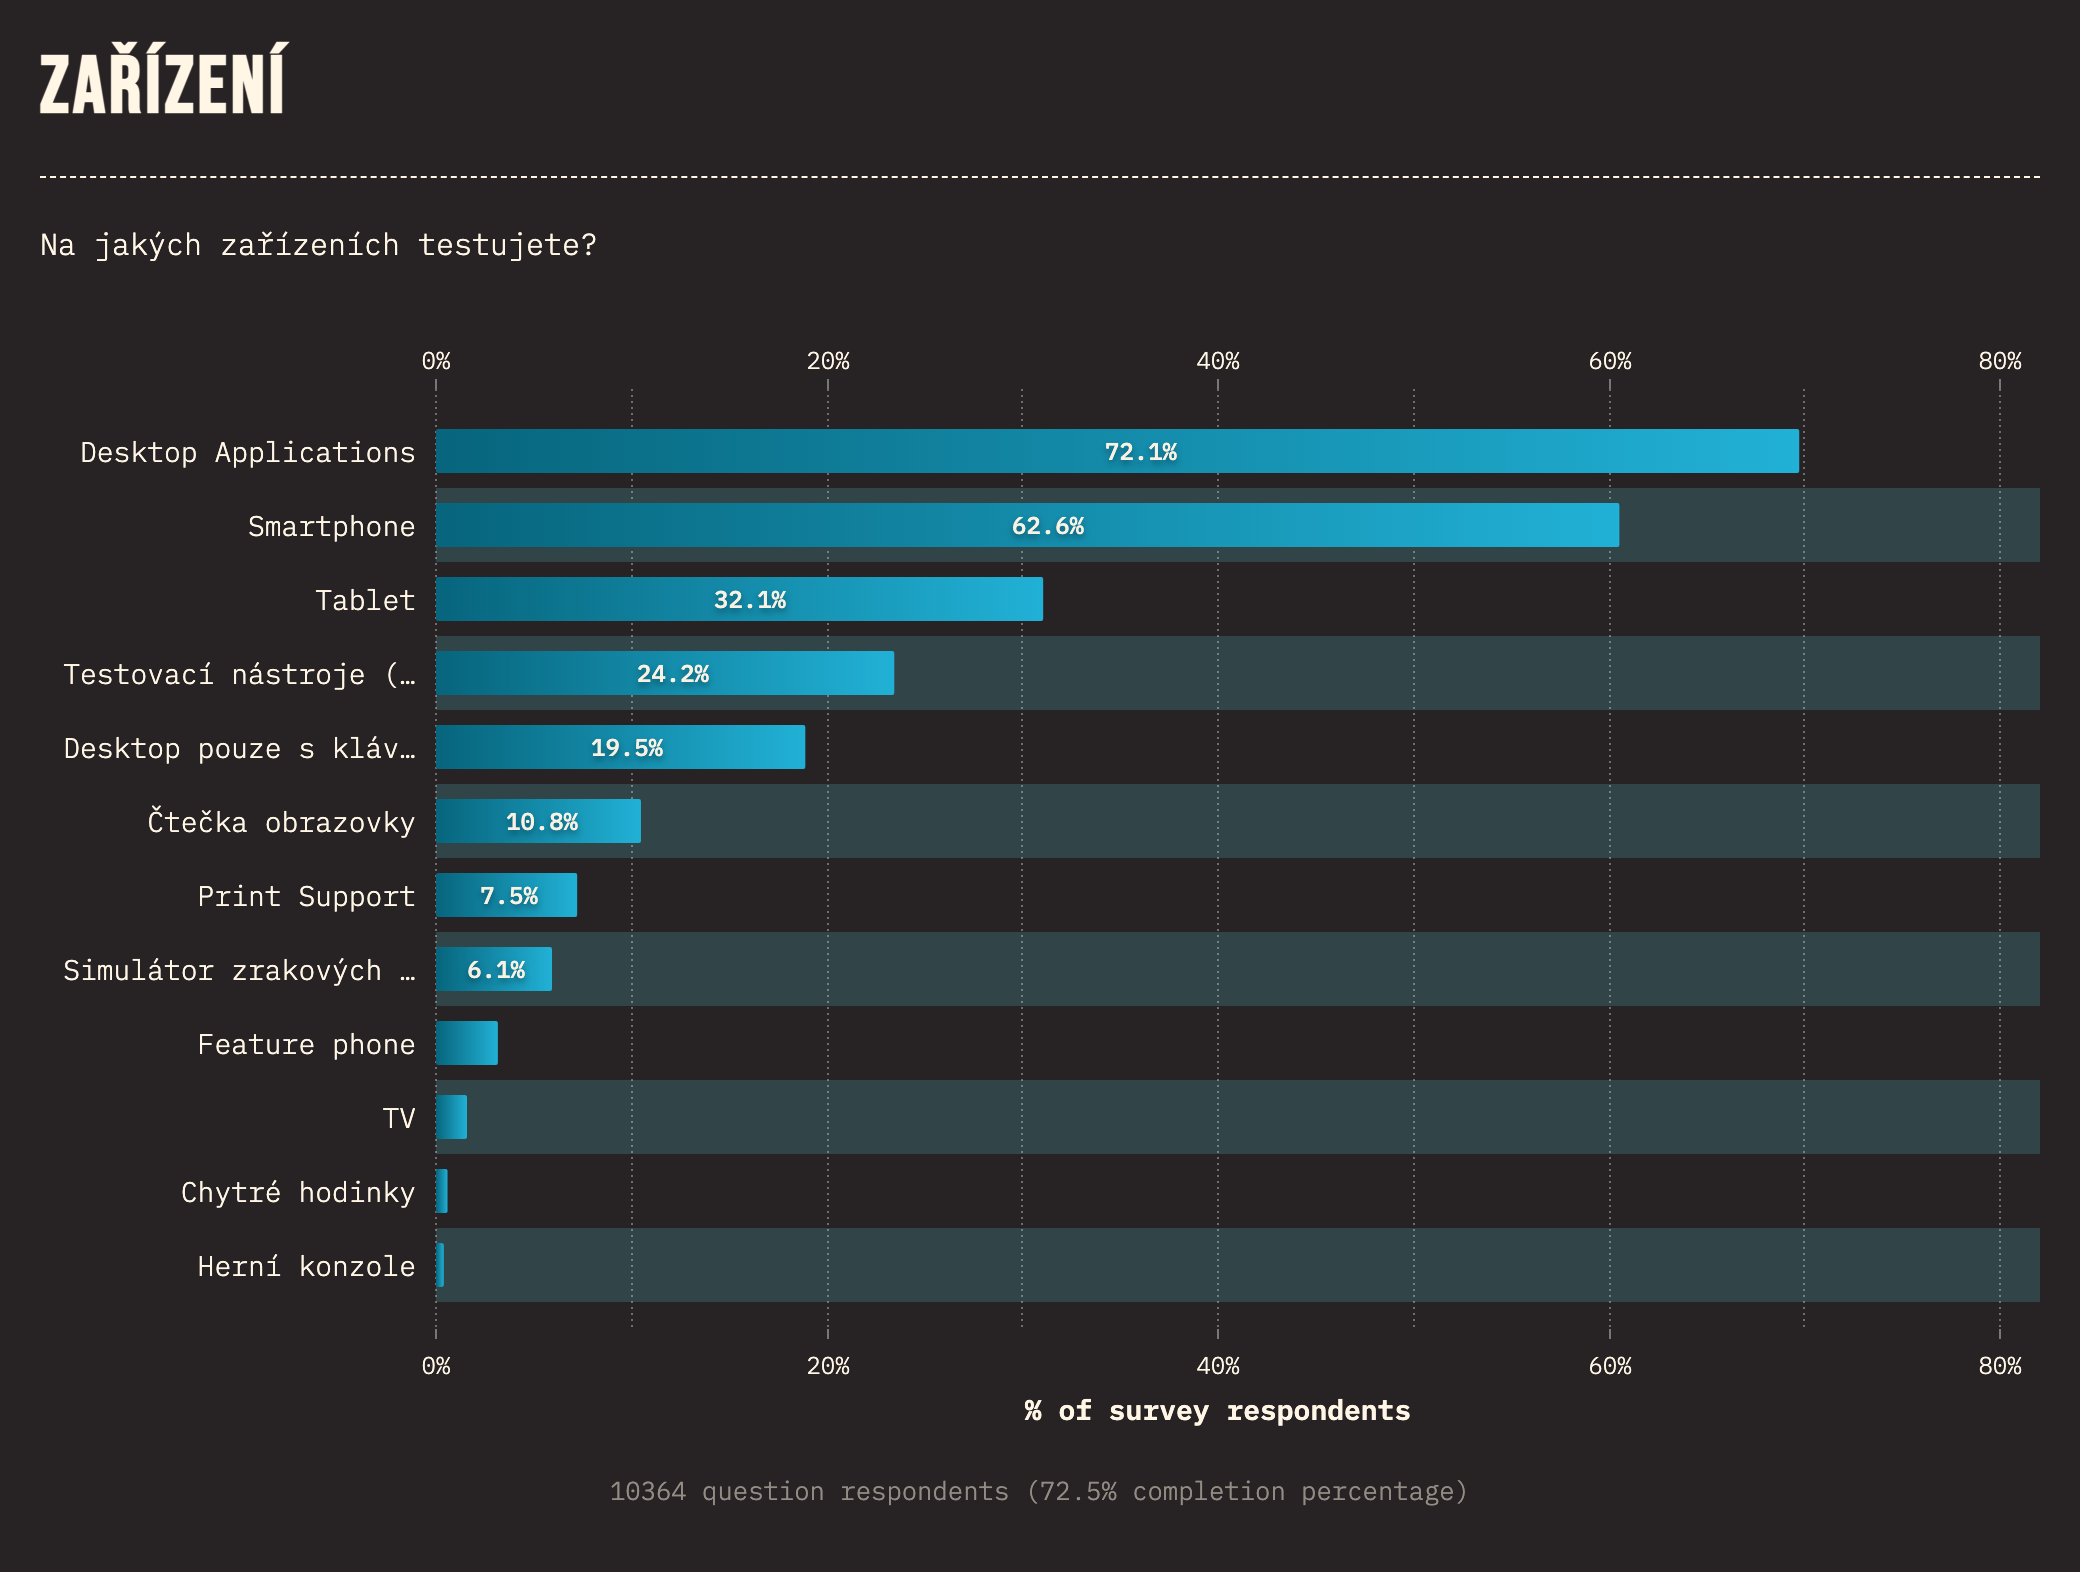 ZAŘÍZENÍ
Na jakých zařízeních testujete?
0% 20% 40% 60% 80%
Desktop Applications 72.1%
Smartphone 62.6%
Tablet 32.1%
Testovací nástroje (… 24.2%
Desktop pouze s kláv… 19.5%
Čtečka obrazovky 10.8%
Print Support 7.5%
Simulátor zrakových … 6.1%
Feature phone
TV
Chytré hodinky
Herní konzole
0% 20% 40% 60% 80%
% of survey respondents
10364 question respondents (72.5% completion percentage)